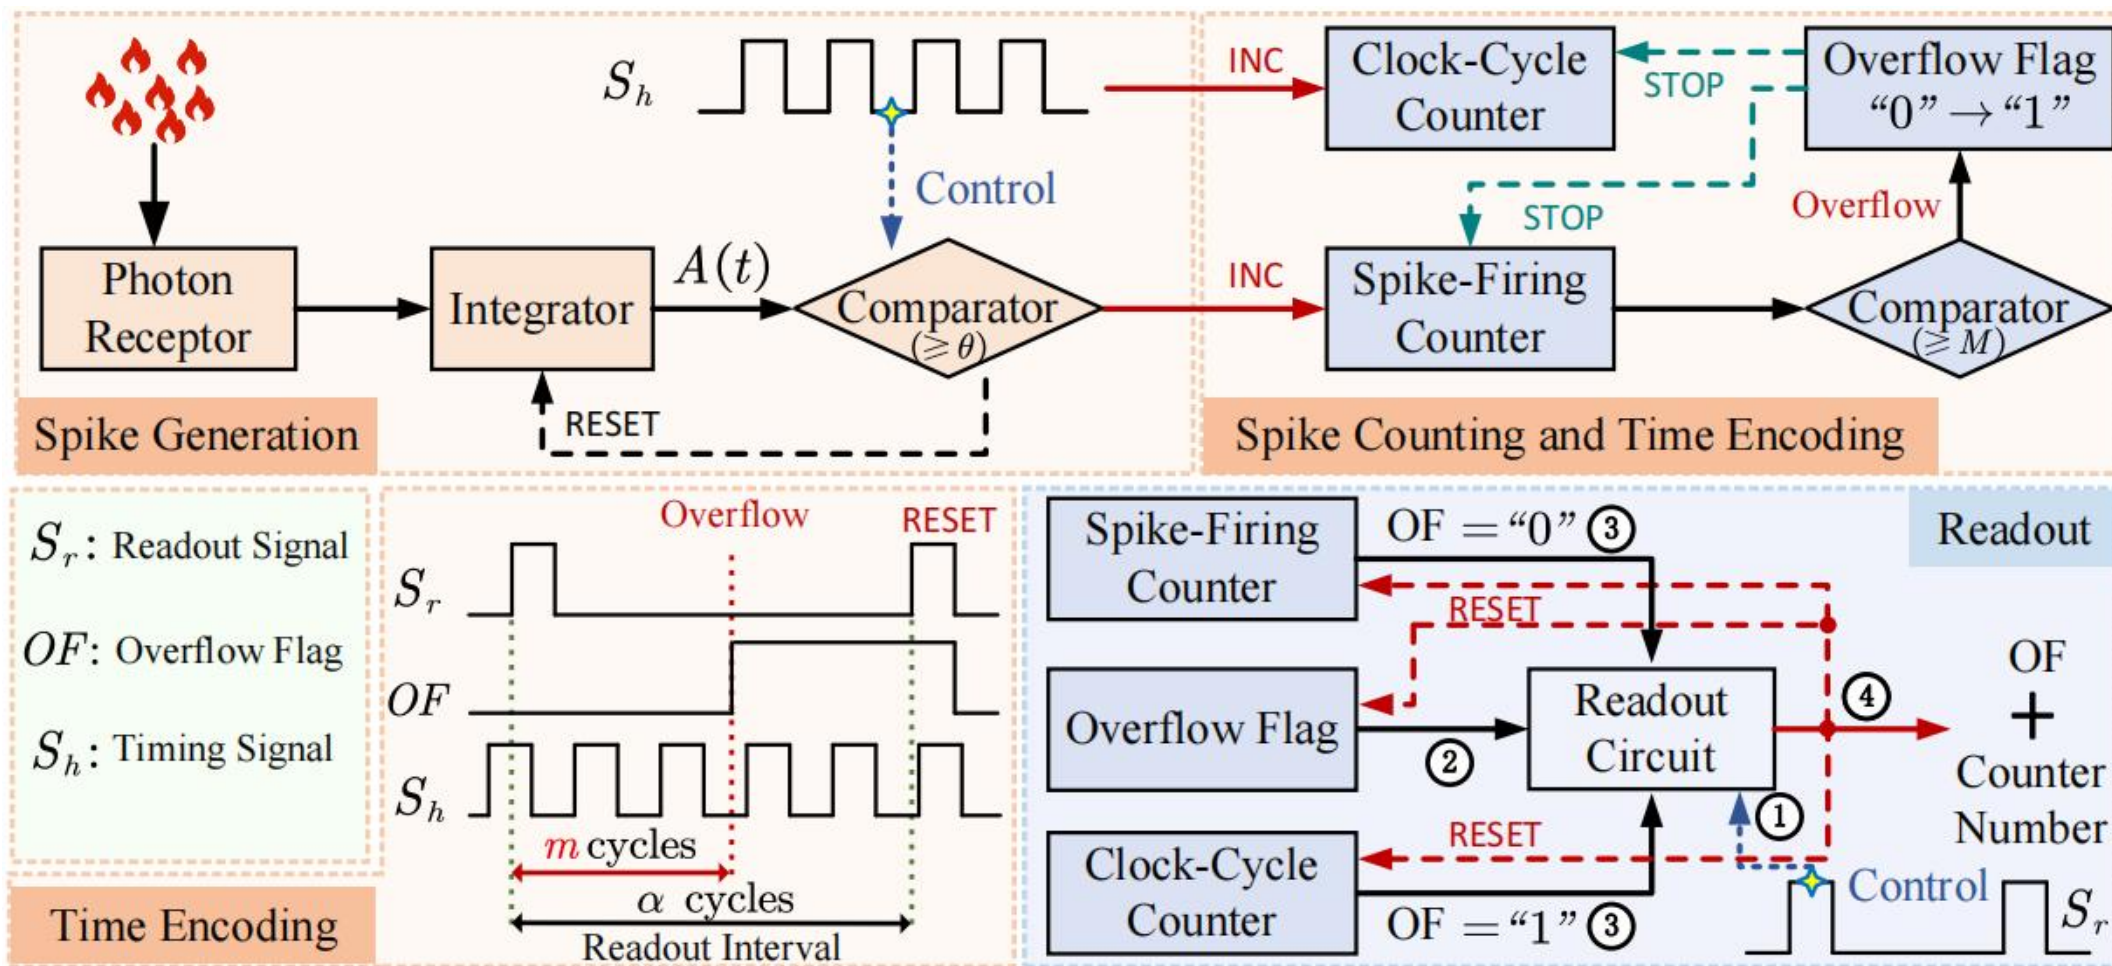 S_h
INC
Clock-Cycle
Counter
STOP
Overflow Flag
“0” → “1”
Control
STOP
Overflow
Photon
Receptor
Integrator
A(t)
Comparator
(≥ θ)
INC
Spike-Firing
Counter
Comparator
(≥ M)
RESET
Spike Generation
Spike Counting and Time Encoding
S_r: Readout Signal
OF: Overflow Flag
S_h: Timing Signal
Time Encoding
Overflow
RESET
S_r
OF
S_h
m cycles
α cycles
Readout Interval
Readout
Spike-Firing
Counter
OF = “0” ③
RESET
Overflow Flag
②
Readout
Circuit
④
OF
+
Counter
Number
①
RESET
Clock-Cycle
Counter
OF = “1” ③
Control
S_r